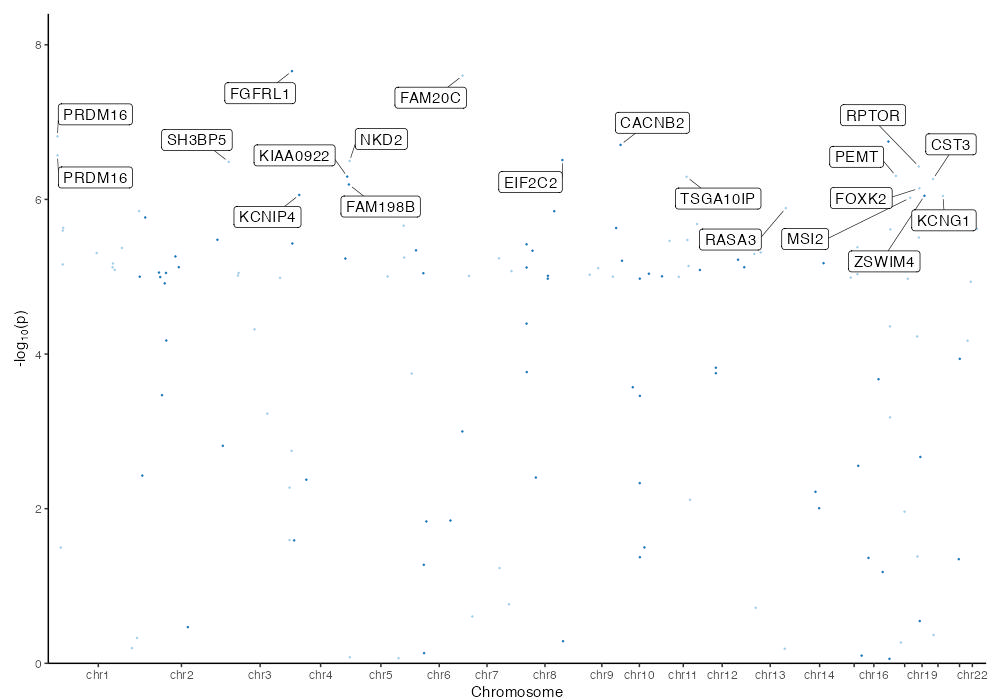 8
FGFRL1
FAM20C
PRDM16
RPTOR
CACNB2
SH3BP5
NKD2
CST3
KIAA0922
PEMT
PRDM16
EIF2C2
6
TSGA10IP
FOXK2
FAM198B
KCNIP4
KCNG1
RASA3
MSI2
ZSWIM4
-log10(p)
4
2
0
chr1 chr2 chr3 chr4 chr5 chr6 chr7 chr8 chr9 chr10 chr11 chr12 chr13 chr14 chr16 chr19 chr22
Chromosome